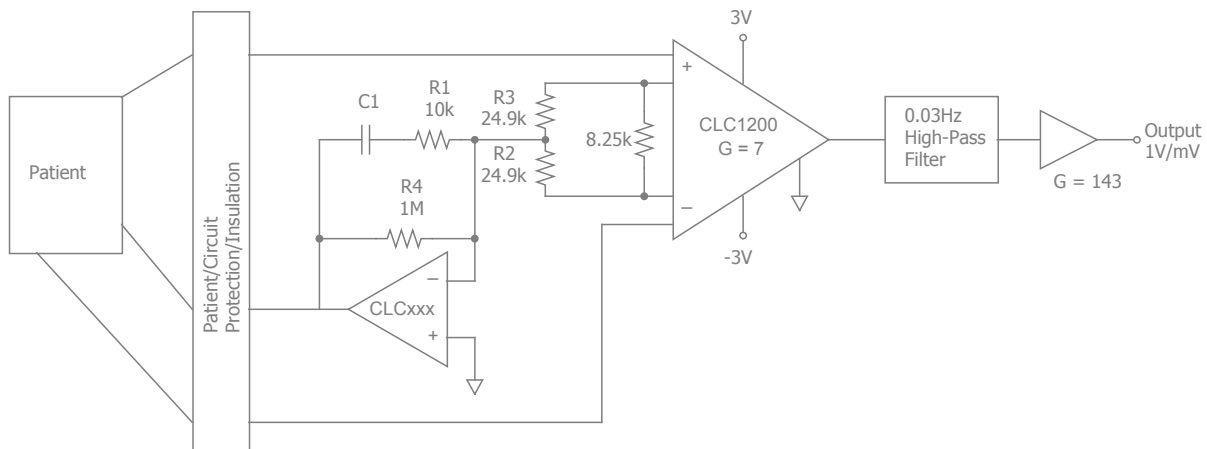 Patient
Patient/Circuit
Protection/Insulation
C1
R1
10k
R4
1M
R3
24.9k
R2
24.9k
8.25k
CLCxxx
−
+
+
−
CLC1200
G = 7
3V
-3V
0.03Hz
High-Pass
Filter
G = 143
Output
1V/mV